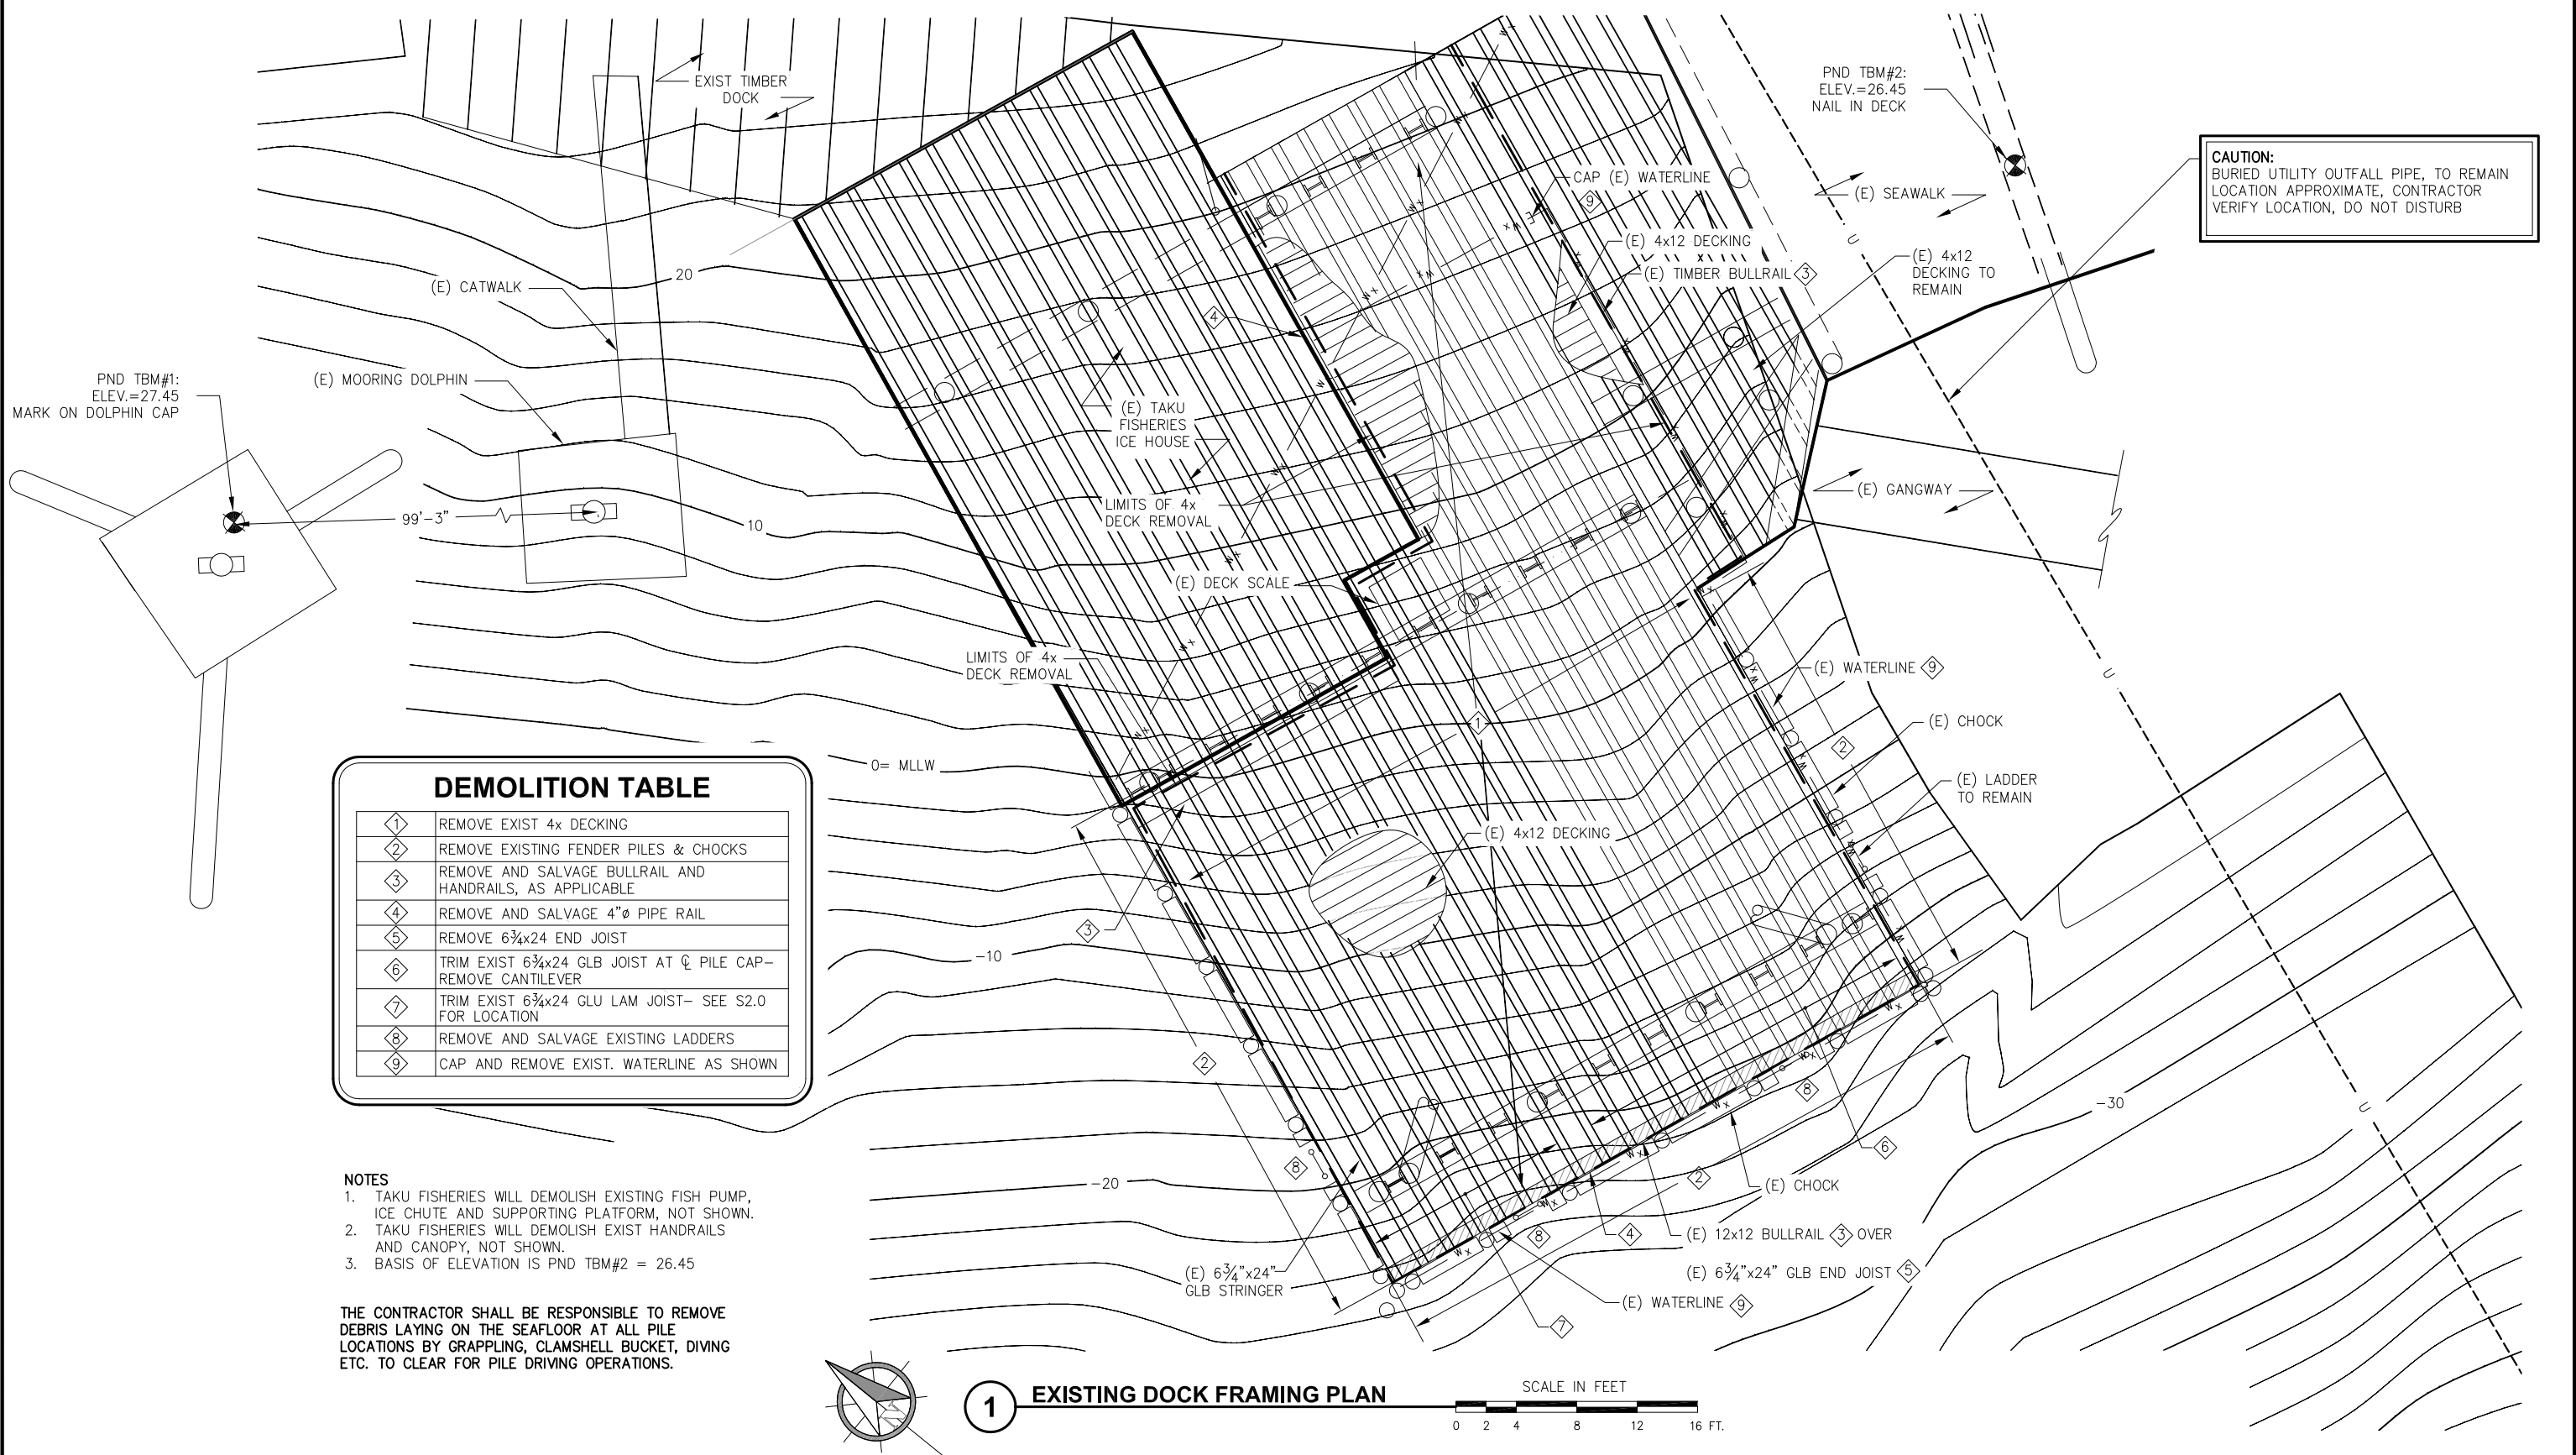 EXIST TIMBER
DOCK
PND TBM#2:
ELEV.=26.45
NAIL IN DECK
CAUTION:
BURIED UTILITY OUTFALL PIPE, TO REMAIN
LOCATION APPROXIMATE, CONTRACTOR
VERIFY LOCATION, DO NOT DISTURB
CAP (E) WATERLINE
9
(E) SEAWALK
(E) 4x12 DECKING
(E) TIMBER BULLRAIL 3
(E) 4x12
DECKING TO
REMAIN
20
(E) CATWALK
4
PND TBM#1:
ELEV.=27.45
MARK ON DOLPHIN CAP
(E) MOORING DOLPHIN
(E) TAKU
FISHERIES
ICE HOUSE
99'-3"
10
LIMITS OF 4x
DECK REMOVAL
(E) GANGWAY
(E) DECK SCALE
LIMITS OF 4x
DECK REMOVAL
(E) WATERLINE 9
1
(E) CHOCK
2
0= MLLW
(E) LADDER
TO REMAIN
(E) 4x12 DECKING
DEMOLITION TABLE
1 REMOVE EXIST 4x DECKING
2 REMOVE EXISTING FENDER PILES & CHOCKS
3 REMOVE AND SALVAGE BULLRAIL AND
HANDRAILS, AS APPLICABLE
4 REMOVE AND SALVAGE 4"ø PIPE RAIL
5 REMOVE 6¾x24 END JOIST
6 TRIM EXIST 6¾x24 GLB JOIST AT ℄ PILE CAP-
REMOVE CANTILEVER
7 TRIM EXIST 6¾x24 GLU LAM JOIST- SEE S2.0
FOR LOCATION
8 REMOVE AND SALVAGE EXISTING LADDERS
9 CAP AND REMOVE EXIST. WATERLINE AS SHOWN
3
-10
2
8
-30
6
8
-20
2
(E) CHOCK
8
4
(E) 12x12 BULLRAIL 3 OVER
(E) 6¾"x24" GLB END JOIST 5
(E) 6¾"x24"
GLB STRINGER
(E) WATERLINE 9
7
NOTES
1. TAKU FISHERIES WILL DEMOLISH EXISTING FISH PUMP,
ICE CHUTE AND SUPPORTING PLATFORM, NOT SHOWN.
2. TAKU FISHERIES WILL DEMOLISH EXIST HANDRAILS
AND CANOPY, NOT SHOWN.
3. BASIS OF ELEVATION IS PND TBM#2 = 26.45
THE CONTRACTOR SHALL BE RESPONSIBLE TO REMOVE
DEBRIS LAYING ON THE SEAFLOOR AT ALL PILE
LOCATIONS BY GRAPPLING, CLAMSHELL BUCKET, DIVING
ETC. TO CLEAR FOR PILE DRIVING OPERATIONS.
1 EXISTING DOCK FRAMING PLAN
SCALE IN FEET
0 2 4 8 12 16 FT.